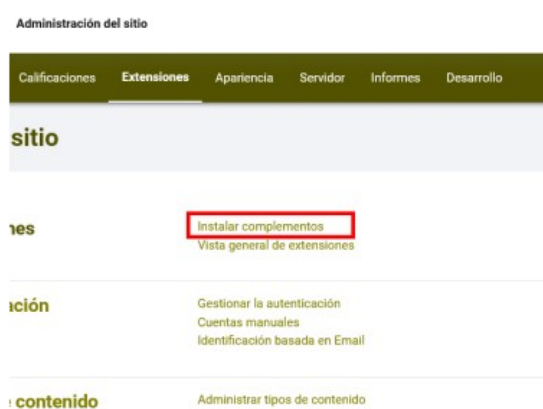 Administración del sitio
Calificaciones Extensiones Apariencia Servidor Informes Desarrollo
sitio
nes Instalar complementos
Vista general de extensiones
ación Gestionar la autenticación
Cuentas manuales
Identificación basada en Email
contenido Administrar tipos de contenido